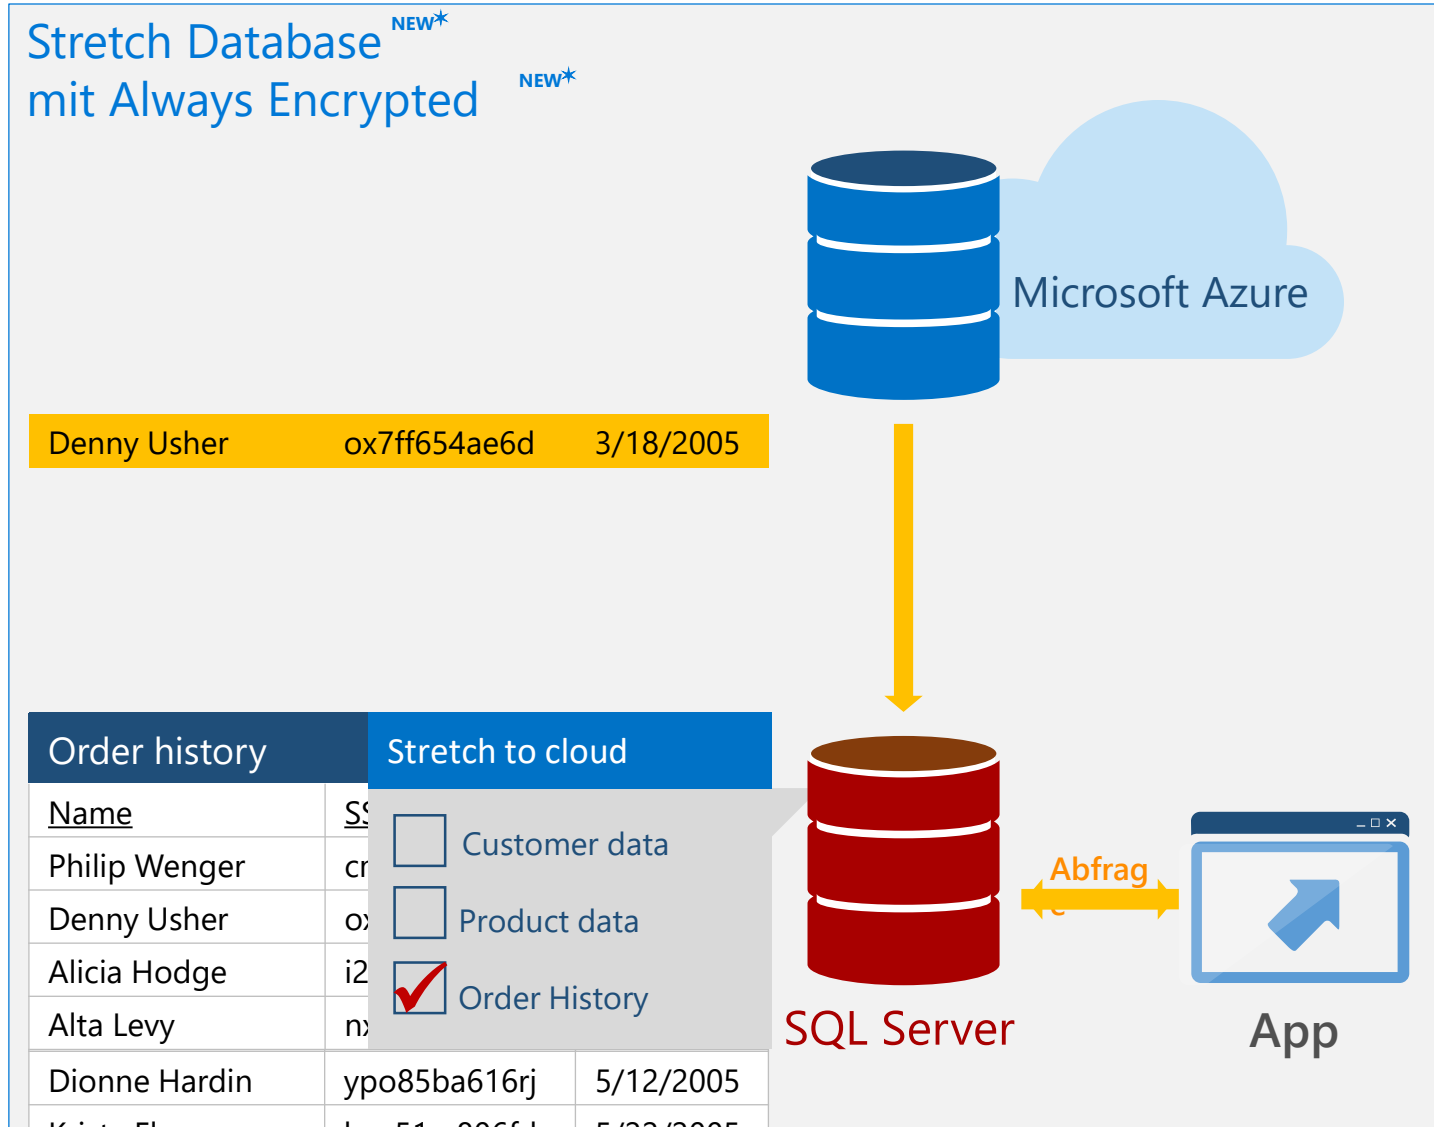 Stretch Database NEW
mit Always Encrypted NEW
Microsoft Azure
Denny Usher ox7ff654ae6d 3/18/2005
Order history
Stretch to cloud
Name
Philip Wenger
Denny Usher
Alicia Hodge
Alta Levy
Customer data
Product data
Order History
Dionne Hardin ypo85ba616rj 5/12/2005
SQL Server
Abfrag
e
App